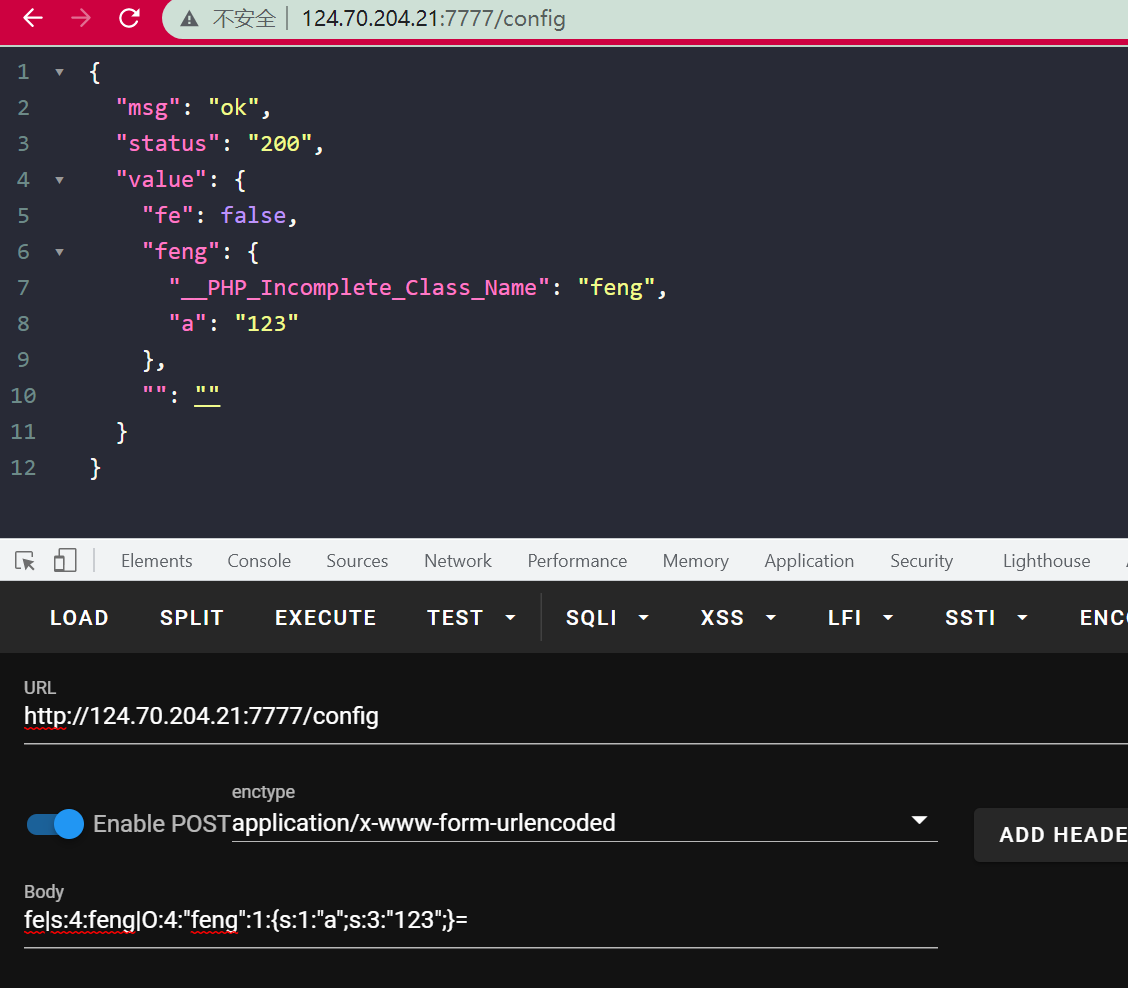 不安全 | 124.70.204.21:7777/config
1 {
2 "msg": "ok",
3 "status": "200",
4 "value": {
5 "fe": false,
6 "feng": {
7 "__PHP_Incomplete_Class_Name": "feng",
8 "a": "123"
9 },
10 "": ""
11 }
12 }
Elements Console Sources Network Performance Memory Application Security Lighthouse
LOAD SPLIT EXECUTE TEST SQLI XSS LFI SSTI ENCO
URL
http://124.70.204.21:7777/config
enctype
Enable POST application/x-www-form-urlencoded
ADD HEADE
Body
fe|s:4:feng|O:4:"feng":1:{s:1:"a";s:3:"123";}=